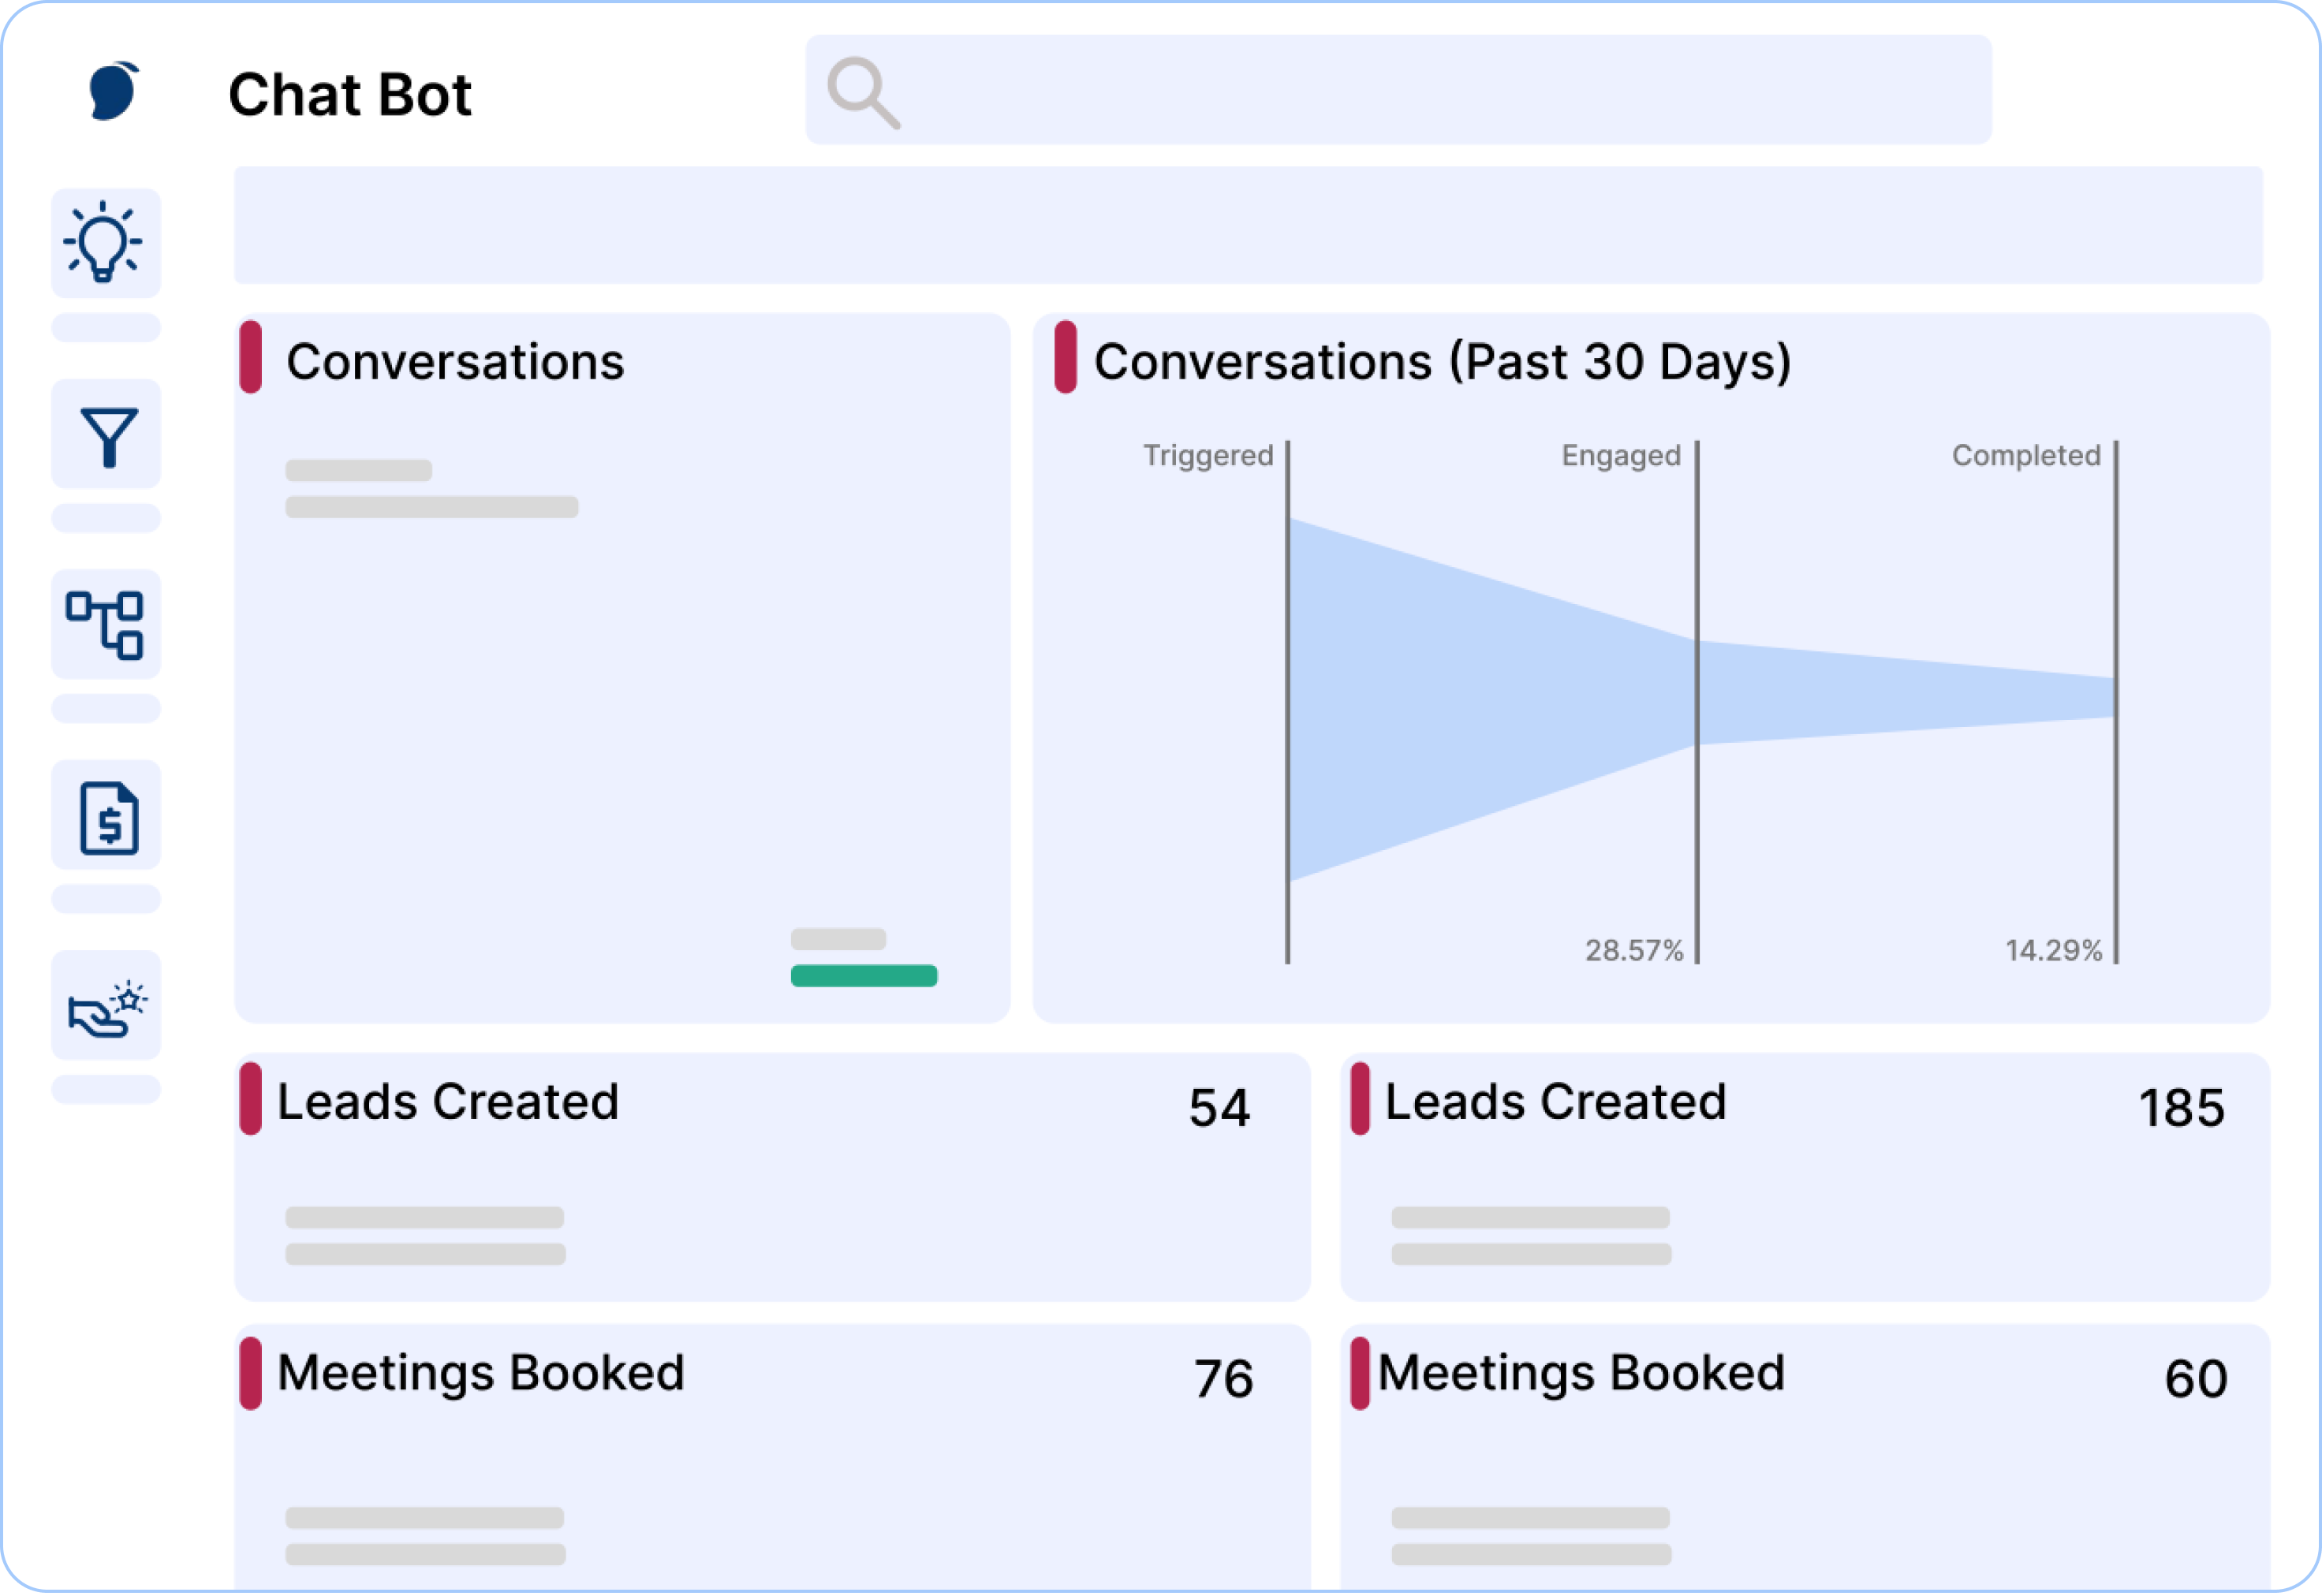 Chat Bot
Conversations
Conversations (Past 30 Days)
Triggered
Engaged
Completed
28.57%
14.29%
Leads Created
54
Leads Created
185
Meetings Booked
76
Meetings Booked
60